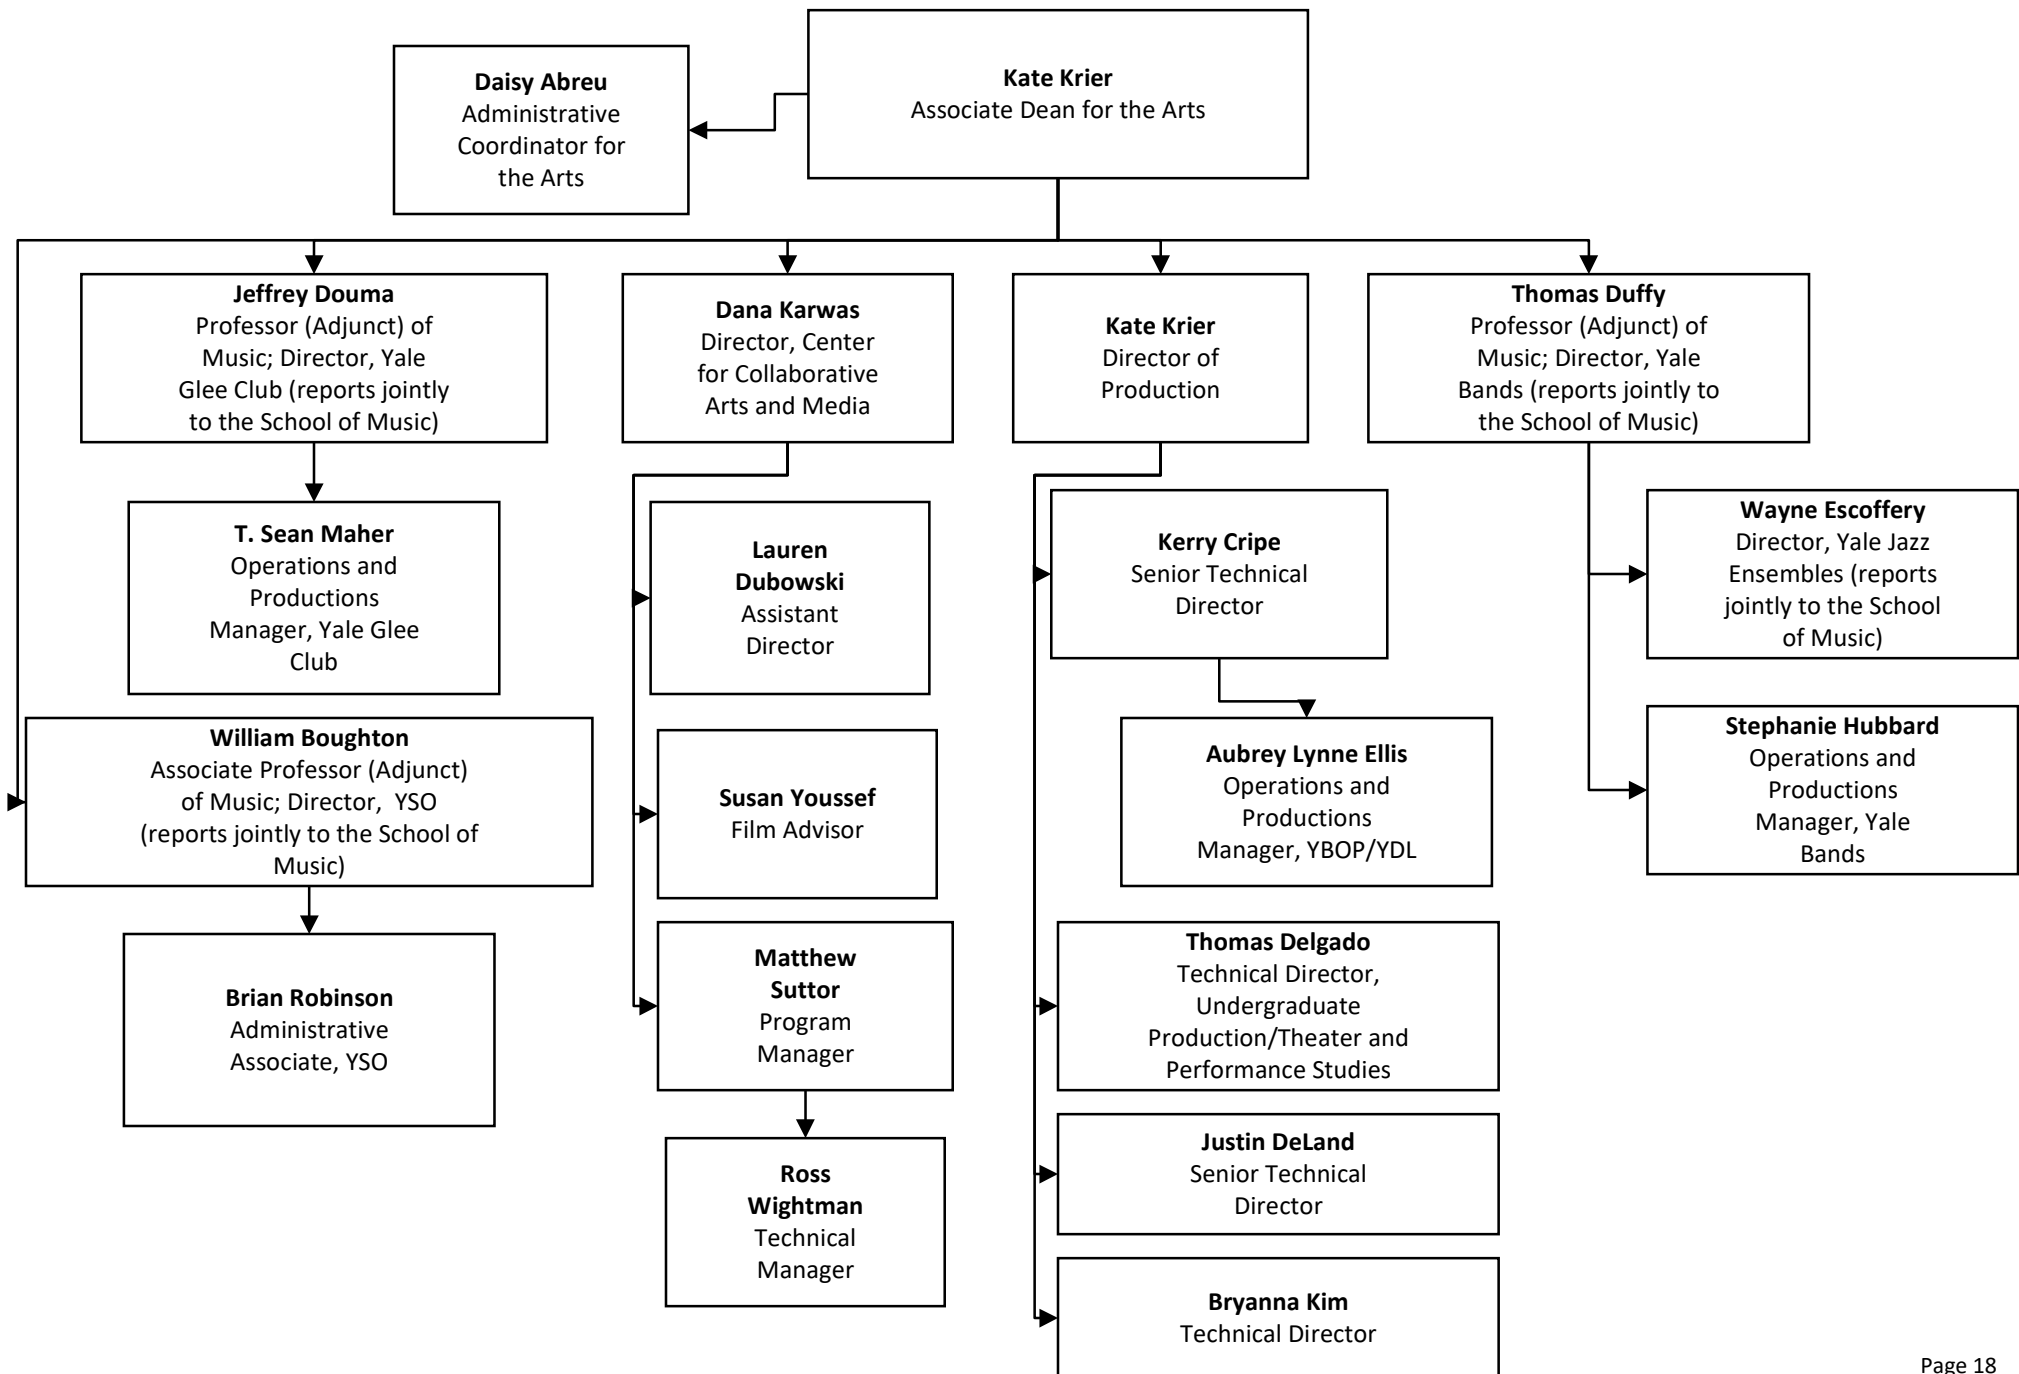 Daisy Abreu
Administrative
Coordinator for
the Arts
Kate Krier
Associate Dean for the Arts
Jeffrey Douma
Professor (Adjunct) of
Music; Director, Yale
Glee Club (reports jointly
to the School of Music)
Dana Karwas
Director, Center
for Collaborative
Arts and Media
Kate Krier
Director of
Production
Thomas Duffy
Professor (Adjunct) of
Music; Director, Yale
Bands (reports jointly to
the School of Music)
T. Sean Maher
Operations and
Productions
Manager, Yale Glee
Club
Lauren
Dubowski
Assistant
Director
Kerry Cripe
Senior Technical
Director
Wayne Escoffery
Director, Yale Jazz
Ensembles (reports
jointly to the School
of Music)
William Boughton
Associate Professor (Adjunct)
of Music; Director, YSO
(reports jointly to the School of
Music)
Susan Youssef
Film Advisor
Aubrey Lynne Ellis
Operations and
Productions
Manager, YBOP/YDL
Stephanie Hubbard
Operations and
Productions
Manager, Yale
Bands
Brian Robinson
Administrative
Associate, YSO
Matthew
Suttor
Program
Manager
Thomas Delgado
Technical Director,
Undergraduate
Production/Theater and
Performance Studies
Ross
Wightman
Technical
Manager
Justin DeLand
Senior Technical
Director
Bryanna Kim
Technical Director
Page 18